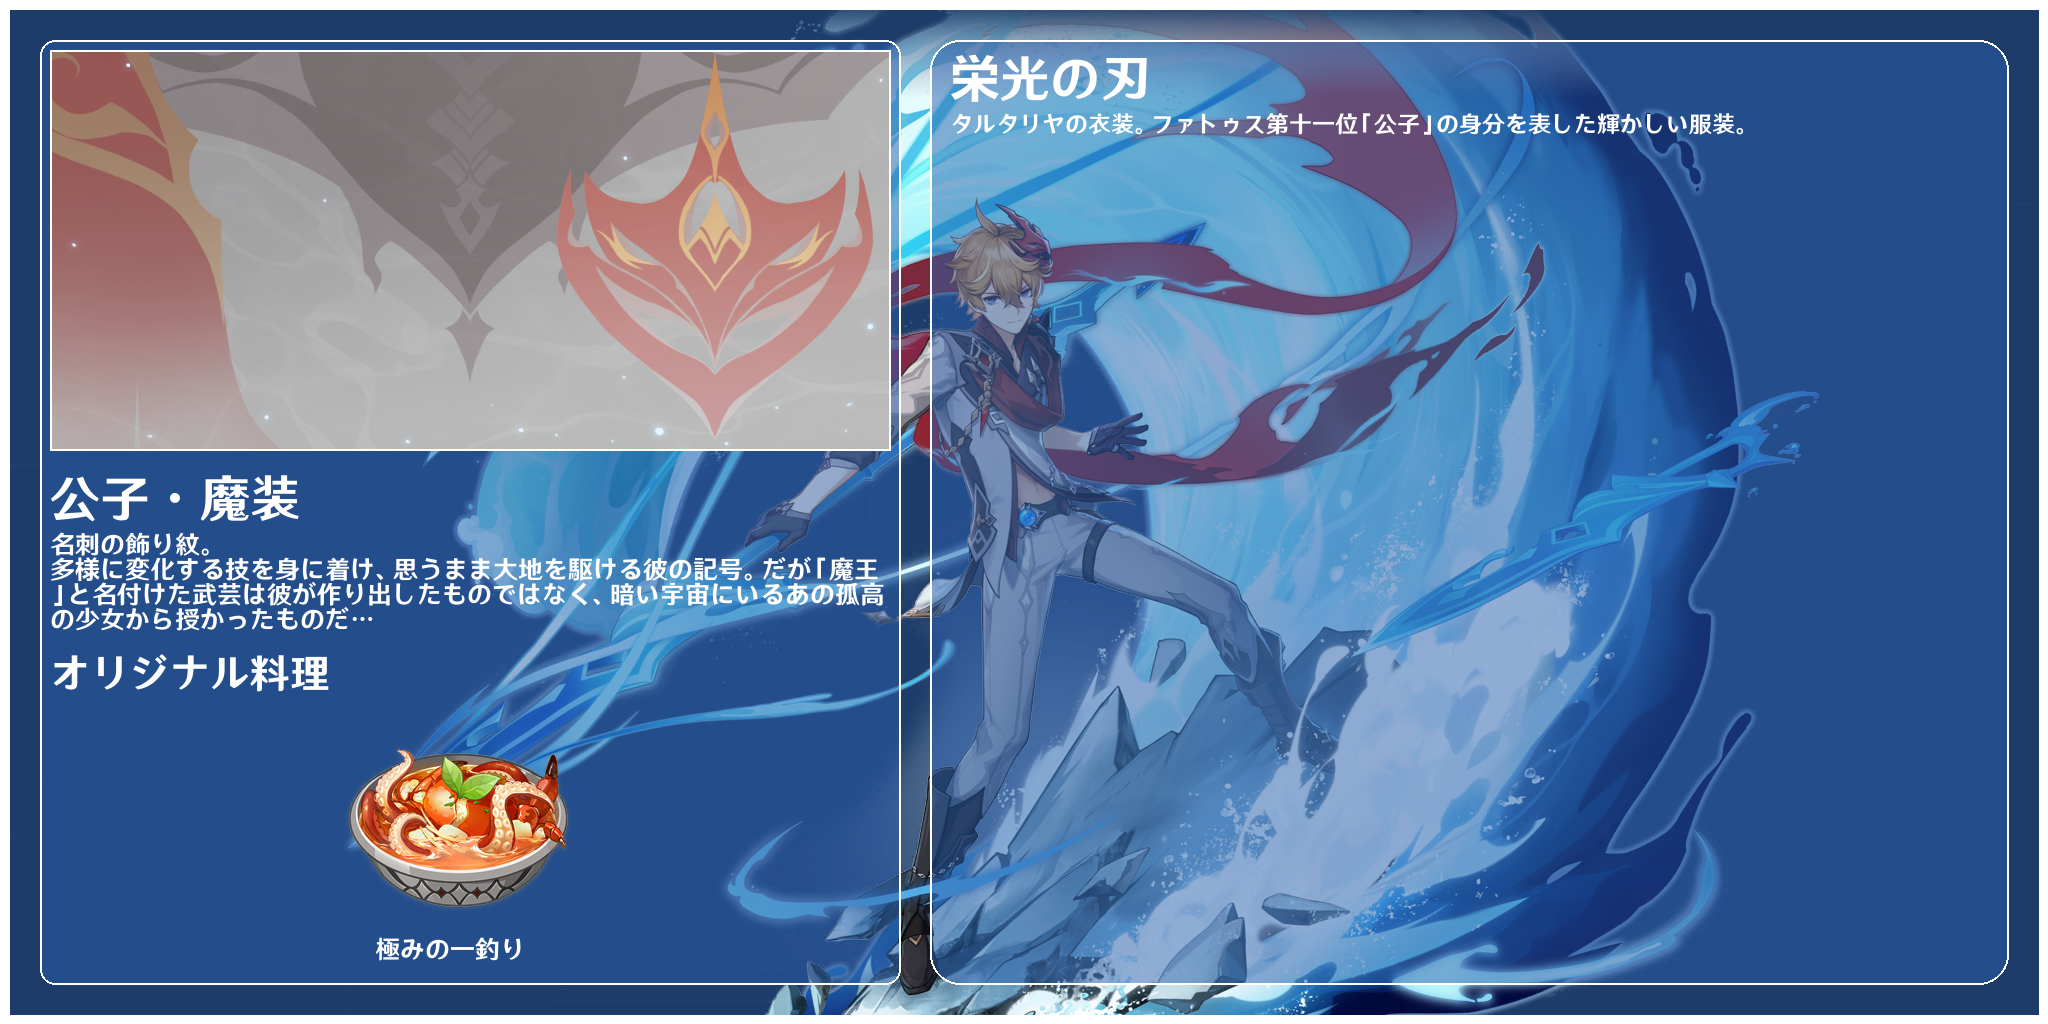 公子・魔装
名刺の飾り紋。
多様に変化する技を身に着け、思うまま大地を駆ける彼の記号。だが「魔王
」と名付けた武芸は彼が作り出したものではなく、暗い宇宙にいるあの孤高
の少女から授かったものだ…
オリジナル料理
極みの一釣り
栄光の刃
タルタリヤの衣装。ファトゥス第十一位「公子」の身分を表した輝かしい服装。